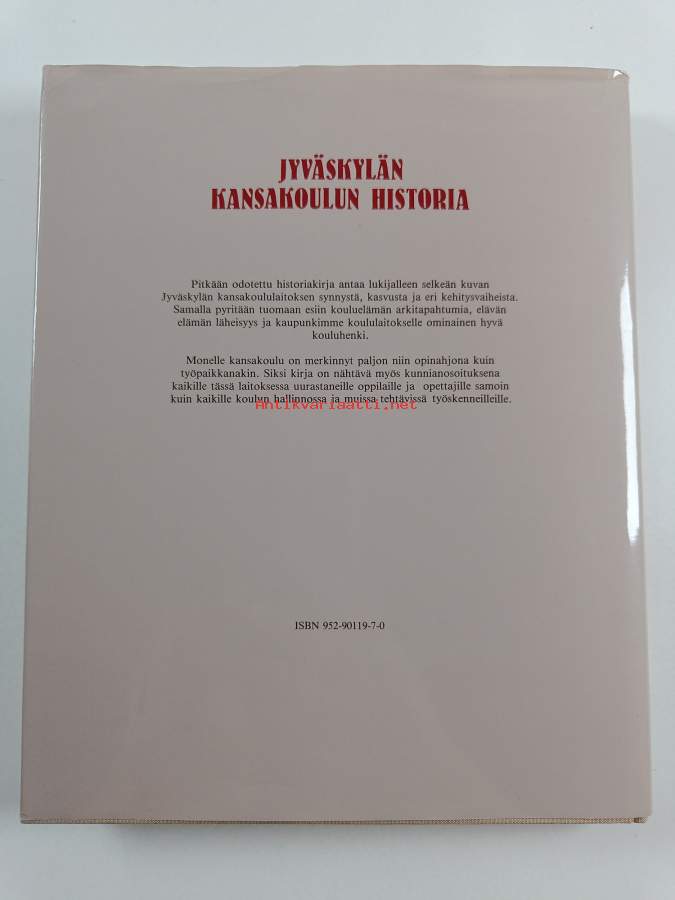 JYVÄSKYLÄN
KANSAKOULUN HISTORIA
Pitkään odotettu historiakirja antaa lukijalleen selkeän kuvan
Jyväskylän kansakoululaitoksen synnystä, kasvusta ja eri kehitysvaiheista.
Samalla pyritään tuomaan esiin kouluelämän arkitapahtumia, elävän
elämän läheisyys ja kaupunkimme koululaitokselle ominainen hyvä
kouluhenki.
Monelle kansakoulu on merkinnyt paljon niin opinahjona kuin
työpaikkanakin. Siksi kirja on nähtävä myös kunnianosoituksena
kaikille tässä laitoksessa uurastaneille oppilaille ja opettajille samoin
kuin kaikille koulun hallinnossa ja muissa tehtävissä työskenneilleille.
Antikvariaatti.net
ISBN 952-90119-7-0